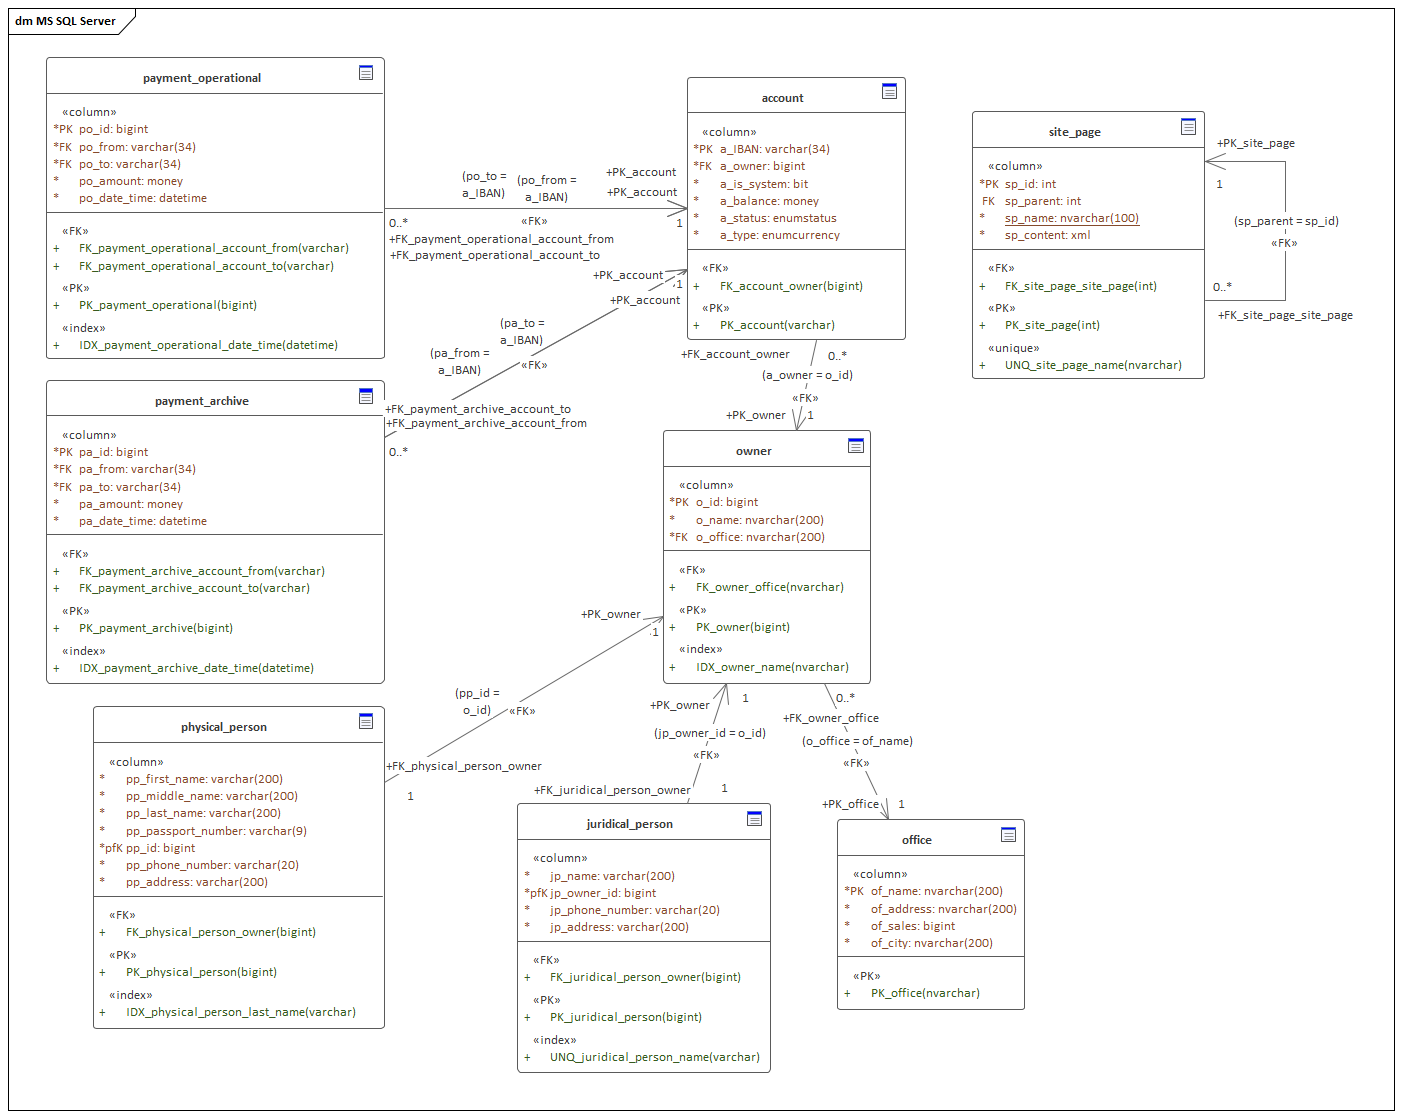 dm MS SQL Server
payment_operational
«column»
*PK po_id: bigint
*FK po_from: varchar(34)
*FK po_to: varchar(34)
* po_amount: money
* po_date_time: datetime
«FK»
+ FK_payment_operational_account_from(varchar)
+ FK_payment_operational_account_to(varchar)
«PK»
+ PK_payment_operational(bigint)
«index»
+ IDX_payment_operational_date_time(datetime)
(po_to =
a_IBAN)
(po_from =
a_IBAN)
+PK_account
+PK_account
0..*
«FK»
1
+FK_payment_operational_account_from
+FK_payment_operational_account_to
account
«column»
*PK a_IBAN: varchar(34)
*FK a_owner: bigint
* a_is_system: bit
* a_balance: money
* a_status: enumstatus
* a_type: enumcurrency
«FK»
+ FK_account_owner(bigint)
«PK»
+ PK_account(varchar)
site_page
«column»
*PK sp_id: int
FK sp_parent: int
* sp_name: nvarchar(100)
* sp_content: xml
«FK»
+ FK_site_page_site_page(int)
«PK»
+ PK_site_page(int)
«unique»
+ UNQ_site_page_name(nvarchar)
+PK_site_page
1
(sp_parent = sp_id)
«FK»
0..*
+FK_site_page_site_page
+PK_account
1
+PK_account
(pa_to =
a_IBAN)
(pa_from =
a_IBAN)
«FK»
+FK_payment_archive_account_to
+FK_payment_archive_account_from
0..*
payment_archive
«column»
*PK pa_id: bigint
*FK pa_from: varchar(34)
*FK pa_to: varchar(34)
* pa_amount: money
* pa_date_time: datetime
«FK»
+ FK_payment_archive_account_from(varchar)
+ FK_payment_archive_account_to(varchar)
«PK»
+ PK_payment_archive(bigint)
«index»
+ IDX_payment_archive_date_time(datetime)
+FK_account_owner
0..*
(a_owner = o_id)
«FK»
+PK_owner
1
owner
«column»
*PK o_id: bigint
* o_name: nvarchar(200)
*FK o_office: nvarchar(200)
«FK»
+ FK_owner_office(nvarchar)
«PK»
+ PK_owner(bigint)
«index»
+ IDX_owner_name(nvarchar)
+PK_owner
1
(pp_id =
o_id)
«FK»
+FK_physical_person_owner
1
physical_person
«column»
* pp_first_name: varchar(200)
* pp_middle_name: varchar(200)
* pp_last_name: varchar(200)
* pp_passport_number: varchar(9)
*pfK pp_id: bigint
* pp_phone_number: varchar(20)
* pp_address: varchar(200)
«FK»
+ FK_physical_person_owner(bigint)
«PK»
+ PK_physical_person(bigint)
«index»
+ IDX_physical_person_last_name(varchar)
+PK_owner
1
(jp_owner_id = o_id)
«FK»
+FK_juridical_person_owner
1
juridical_person
«column»
* jp_name: varchar(200)
*pfK jp_owner_id: bigint
* jp_phone_number: varchar(20)
* jp_address: varchar(200)
«FK»
+ FK_juridical_person_owner(bigint)
«PK»
+ PK_juridical_person(bigint)
«index»
+ UNQ_juridical_person_name(varchar)
0..*
+FK_owner_office
(o_office = of_name)
«FK»
+PK_office
1
office
«column»
*PK of_name: nvarchar(200)
* of_address: nvarchar(200)
* of_sales: bigint
* of_city: nvarchar(200)
«PK»
+ PK_office(nvarchar)